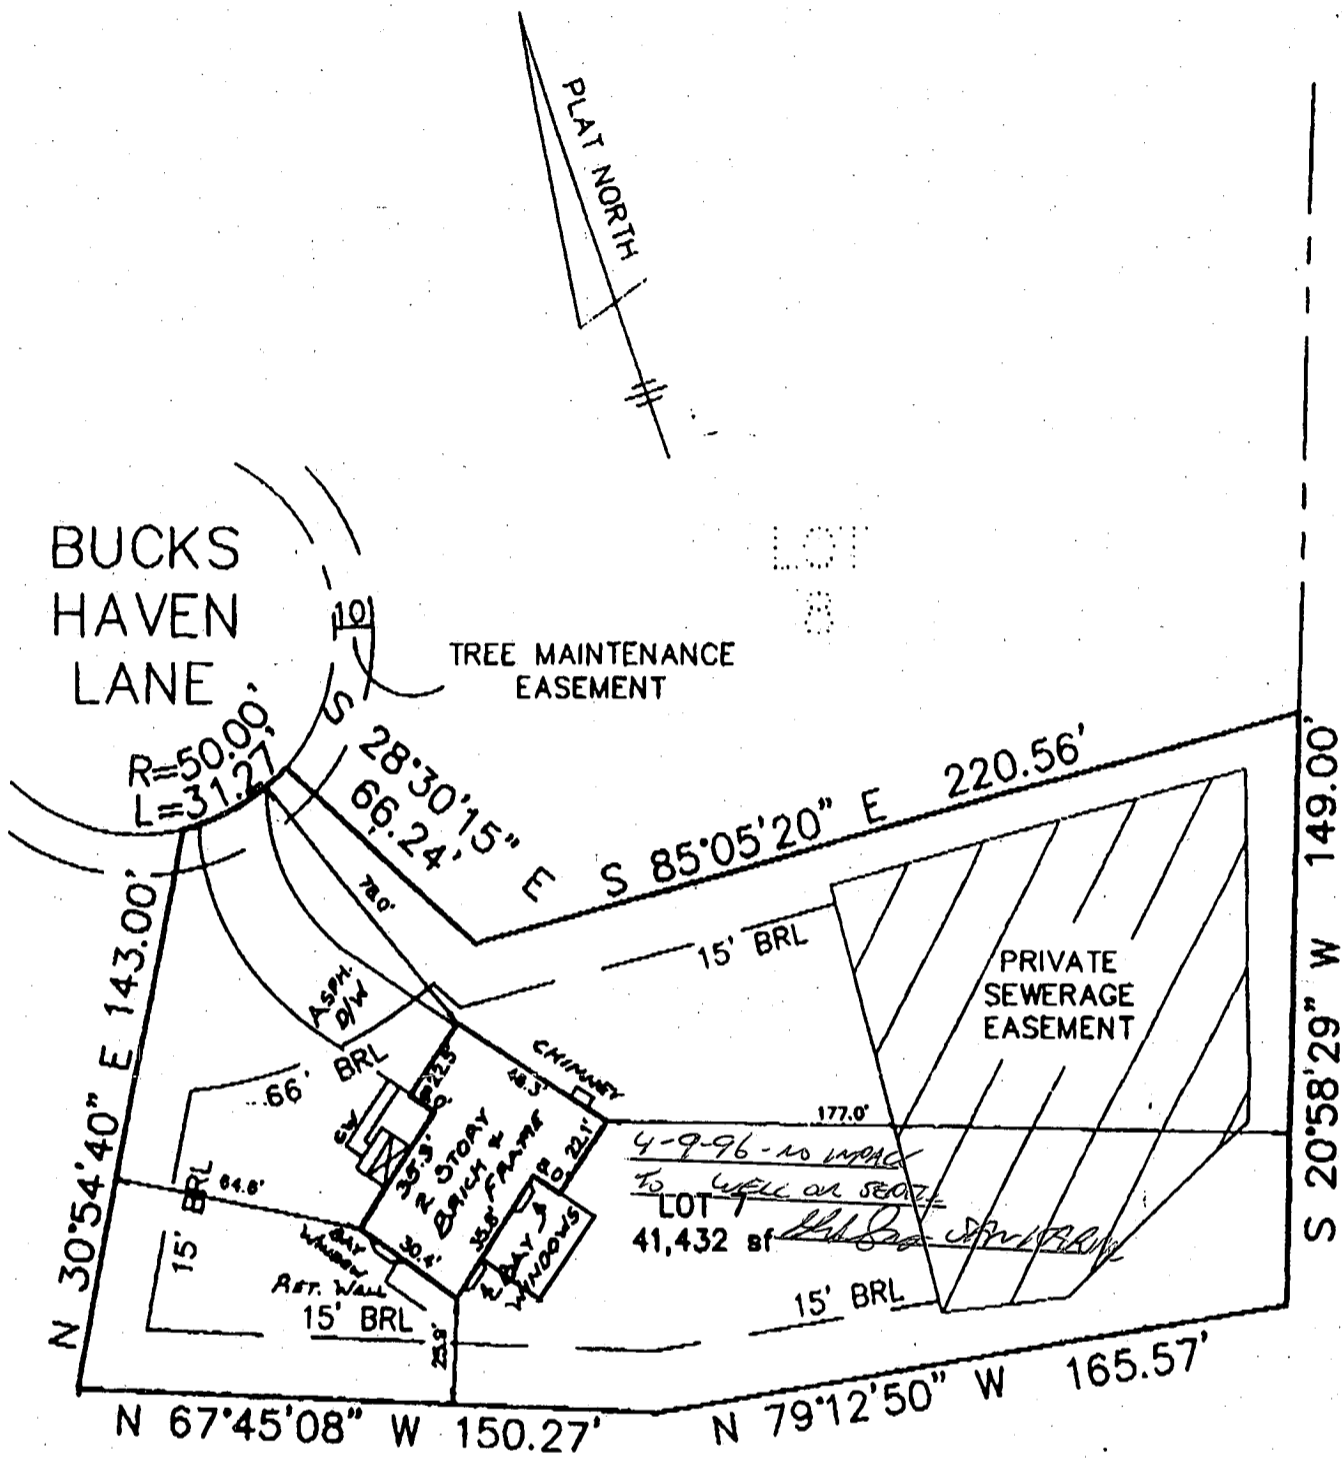 PLAT NORTH
BUCKS
HAVEN
LANE
LOT
8
10'
TREE MAINTENANCE
EASEMENT
R=50.00'
L=31.27'
S 28°30'15" E
66.24'
S 85°05'20" E 220.56'
S 20°58'29" W 149.00'
N 30°54'40" E 143.00'
78.0'
ASPH.
D/W
15' BRL
PRIVATE
SEWERAGE
EASEMENT
66' BRL
22.5'
CHIMNEY
48.3'
177.0'
22.1'
35.3'
2 STORY
BRICK &
FRAME
35.8'
30.4'
64.6'
15' BRL
BAY
WINDOW
RET. WALL
BAY
WINDOWS
4-9-96 - NO IMPACT
TO WELL OR SEPTIC
LOT 7
41,432 sf
15' BRL
15' BRL
25.9'
N 67°45'08" W 150.27'
N 79°12'50" W 165.57'